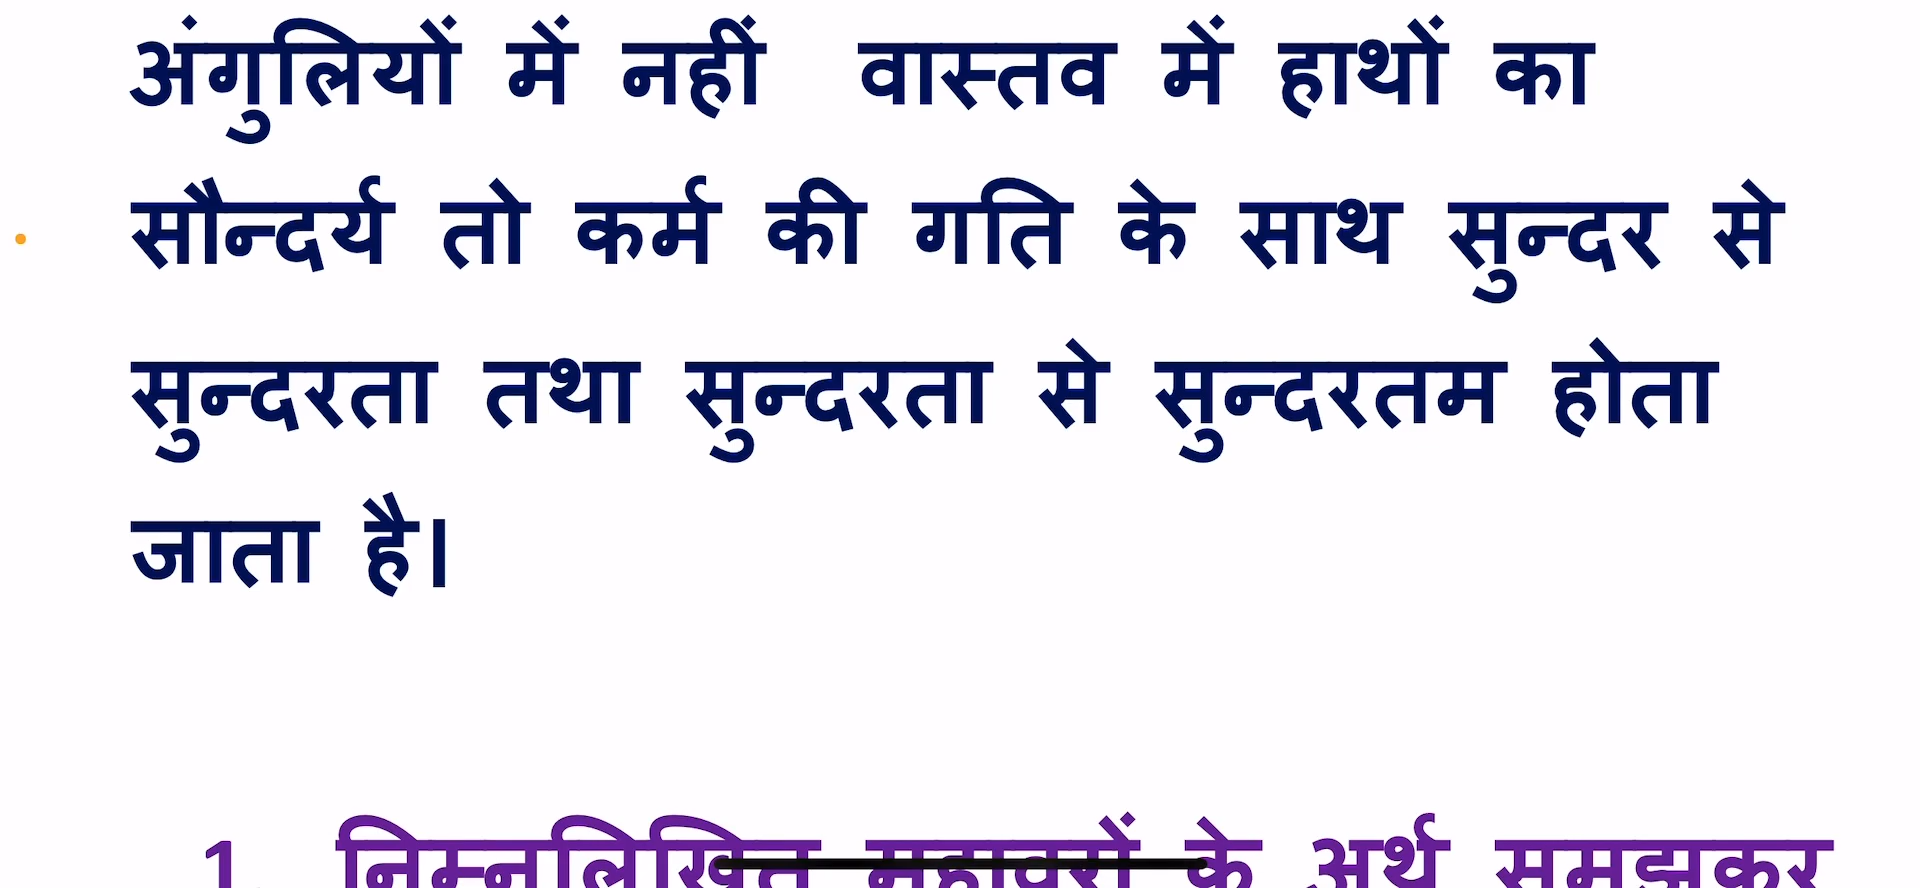 अंगुलियों में नहीं वास्तव में हाथों का
सौन्दर्य तो कर्म की गति के साथ सुन्दर से
सुन्दरता तथा सुन्दरता से सुन्दरतम होता
जाता है।
1. निम्नलिखित मुहावरों के अर्थ समझकर